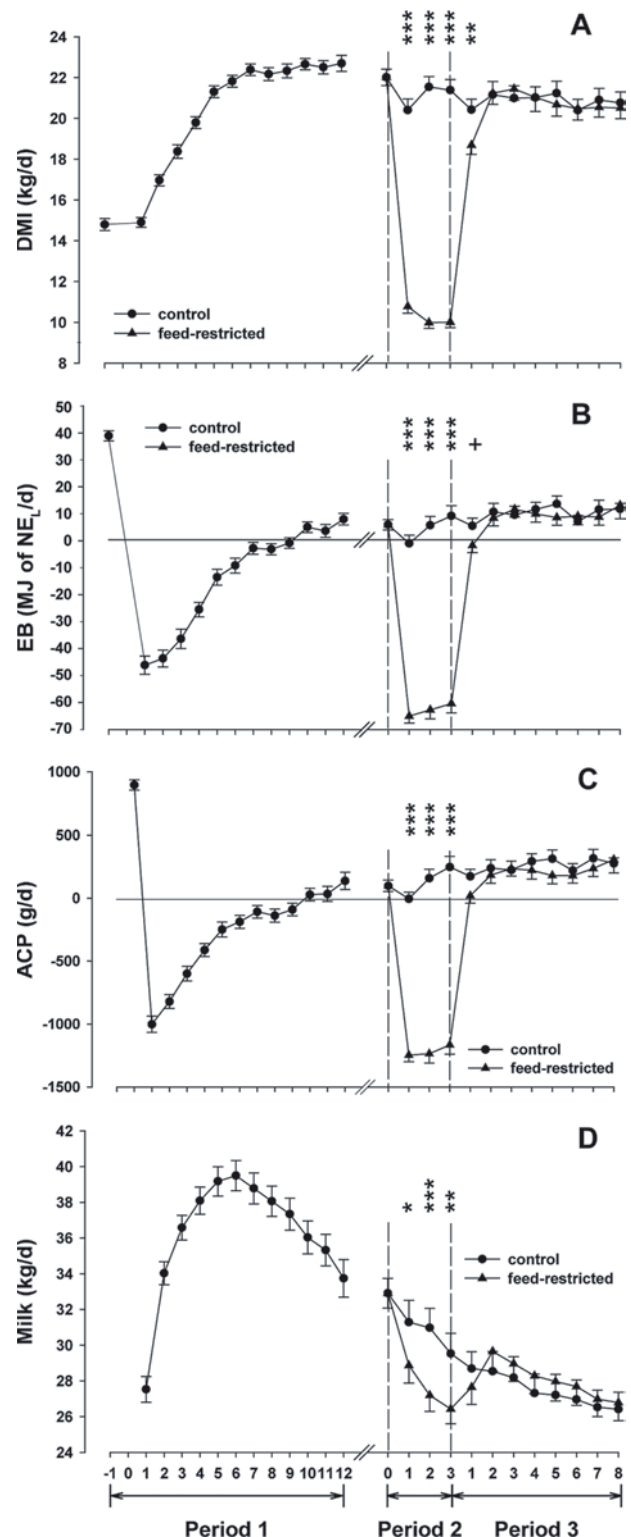 A
***
***
***
**
DMI (kg/d)
24
22
20
18
16
14
12
10
8
control
feed-restricted
B
***
***
***
+
EB (MJ of NEL/d)
50
40
30
20
10
0
-10
-20
-30
-40
-50
-60
-70
control
feed-restricted
C
***
***
***
ACP (g/d)
1000
500
0
-500
-1000
-1500
control
feed-restricted
D
*
***
**
Milk (kg/d)
42
40
38
36
34
32
30
28
26
24
control
feed-restricted
-1 0 1 2 3 4 5 6 7 8 9 10 11 12 0 1 2 3 1 2 3 4 5 6 7 8
Period 1 Period 2 Period 3